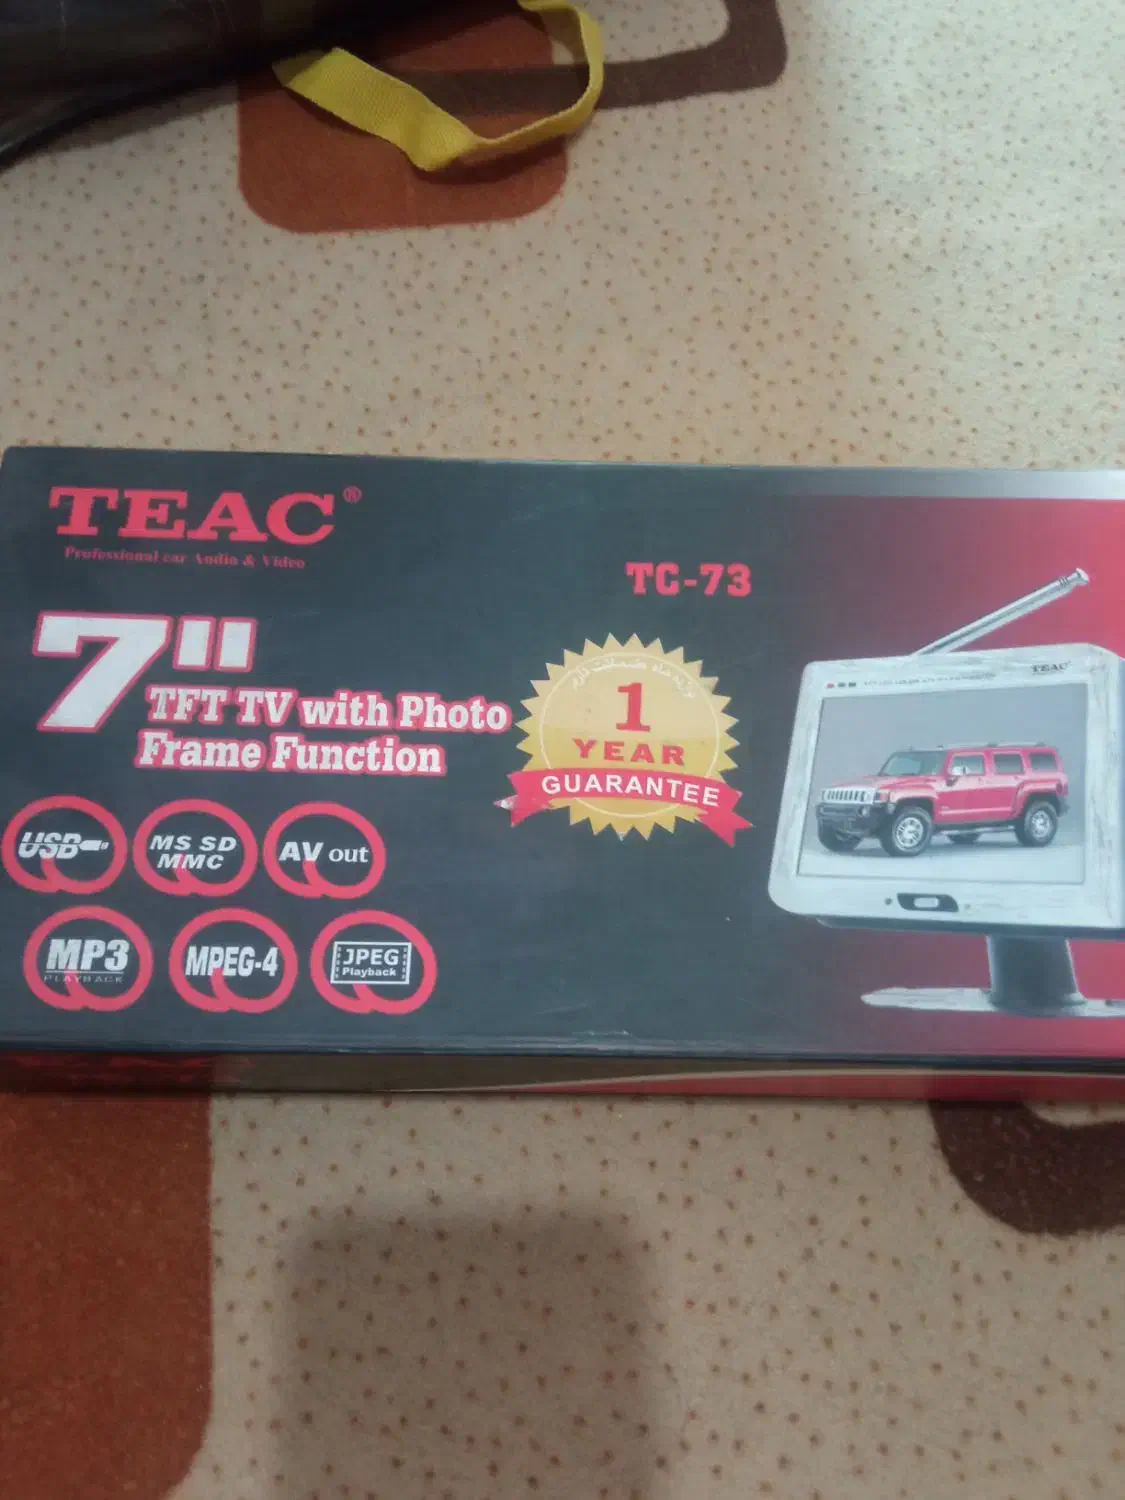 TEAC®
Professional car Audio & Video
TC-73
7"
TFT TV with Photo
Frame Function
1
YEAR
GUARANTEE
USB
MS SD
MMC
AV out
MP3
PLAYBACK
MPEG-4
JPEG
Playback
TEAC